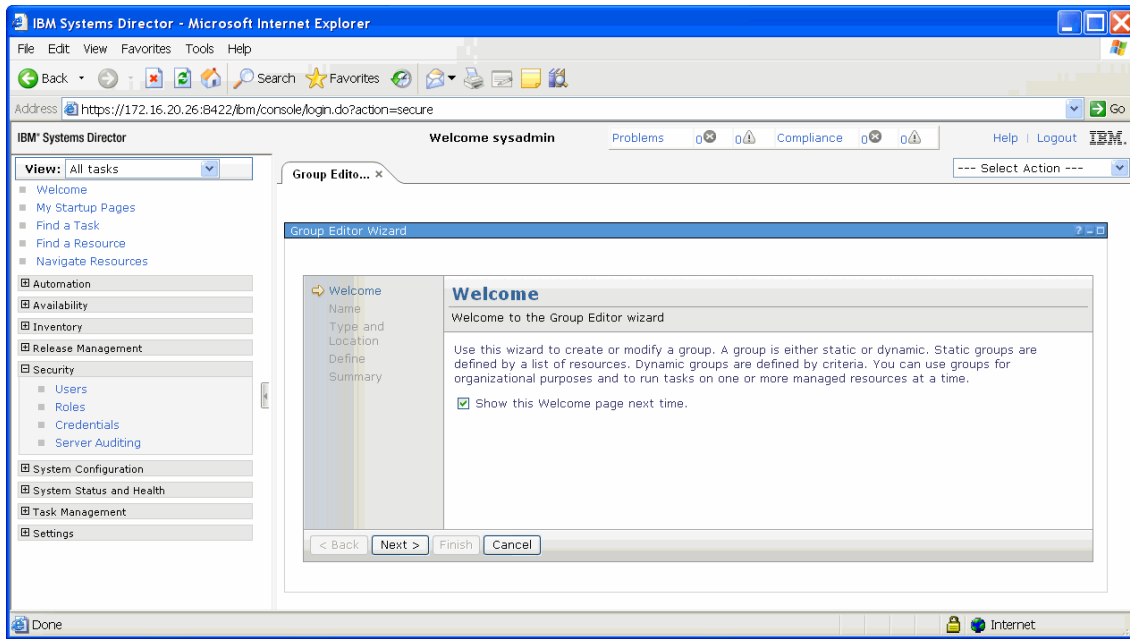 IBM Systems Director - Microsoft Internet Explorer
File Edit View Favorites Tools Help
Back Search Favorites
Address https://172.16.20.26:8422/ibm/console/login.do?action=secure Go
IBM® Systems Director Welcome sysadmin Problems 0 0 Compliance 0 0 Help Logout IBM.
View: All tasks
Group Edito... × --- Select Action ---
Welcome
My Startup Pages
Find a Task
Find a Resource
Navigate Resources
Automation
Availability
Inventory
Release Management
Security
Users
Roles
Credentials
Server Auditing
System Configuration
System Status and Health
Task Management
Settings
Group Editor Wizard ?
Welcome
Name
Type and
Location
Define
Summary
Welcome
Welcome to the Group Editor wizard
Use this wizard to create or modify a group. A group is either static or dynamic. Static groups are
defined by a list of resources. Dynamic groups are defined by criteria. You can use groups for
organizational purposes and to run tasks on one or more managed resources at a time.
Show this Welcome page next time.
< Back Next > Finish Cancel
Done Internet